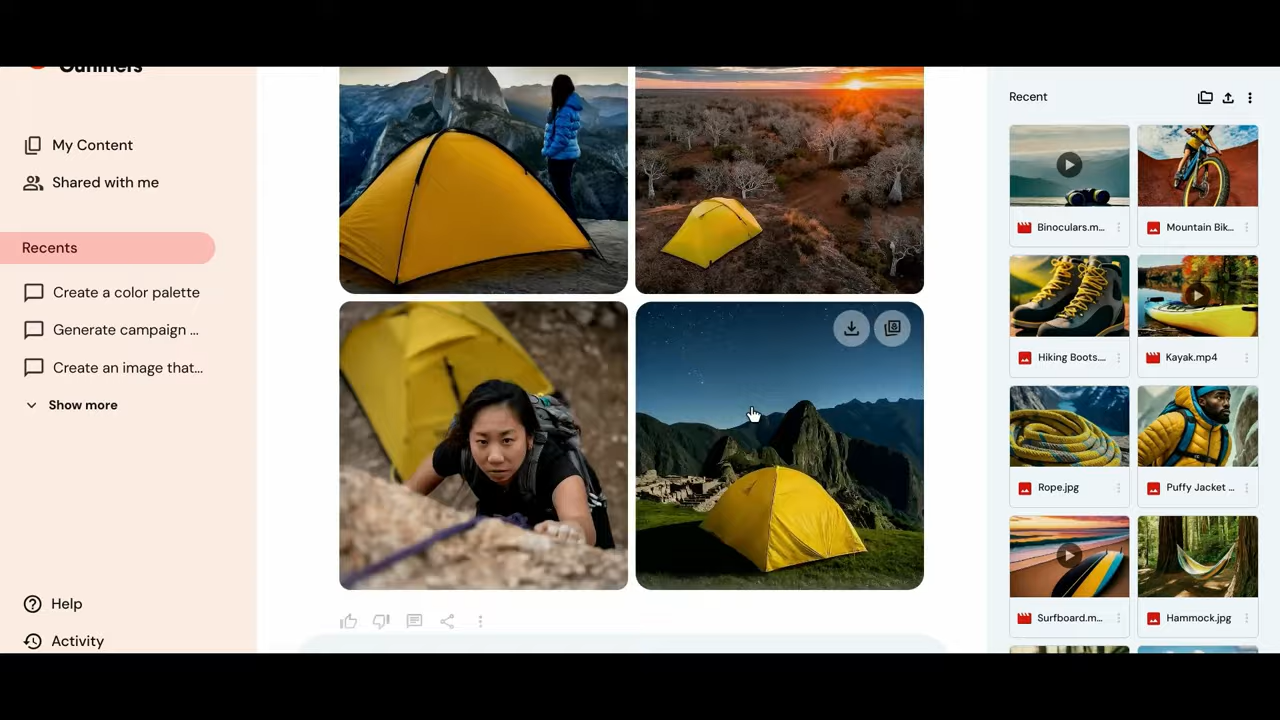 My Content
Shared with me
Recents
Create a color palette
Generate campaign ...
Create an image that...
Show more
Help
Activity
Recent
Binoculars.m...
Mountain Bik...
Hiking Boots....
Kayak.mp4
Rope.jpg
Puffy Jacket ...
Surfboard.m...
Hammock.jpg